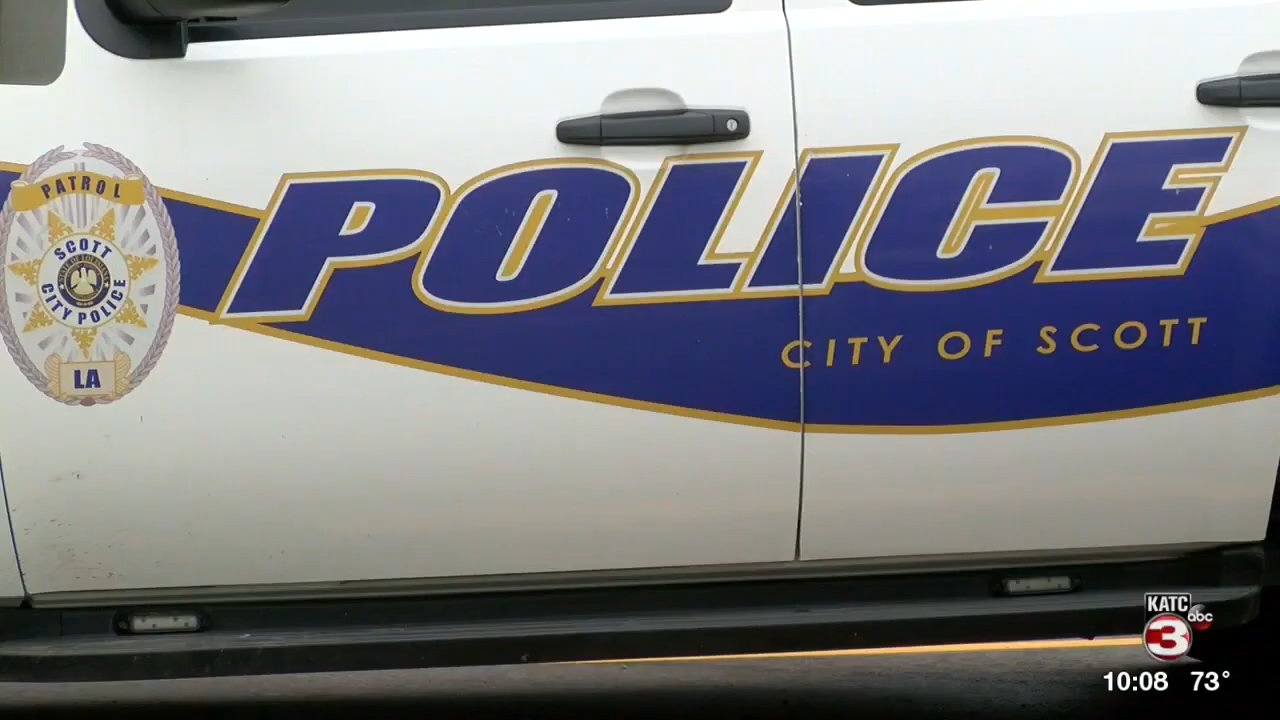 PATROL
SCOTT
CITY POLICE
LA
POLICE
CITY OF SCOTT
KATC
abc
3
10:08 73°